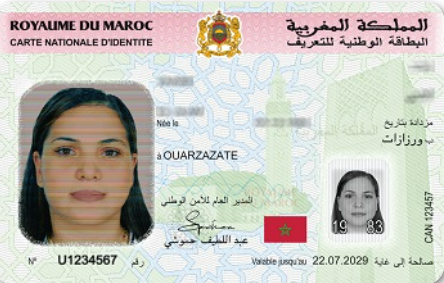 ROYAUME DU MAROC المملكة المغربية
CARTE NATIONALE D'IDENTITE البطاقة الوطنية للتعريف
Née le مزدادة بتاريخ
à OUARZAZATE ب ورزازات
المدير العام للأمن الوطني
عبد اللطيف حموشي
19 83
CAN 123457
N° U1234567 رقم
Valable jusqu'au 22.07.2029 صالحة إلى غاية